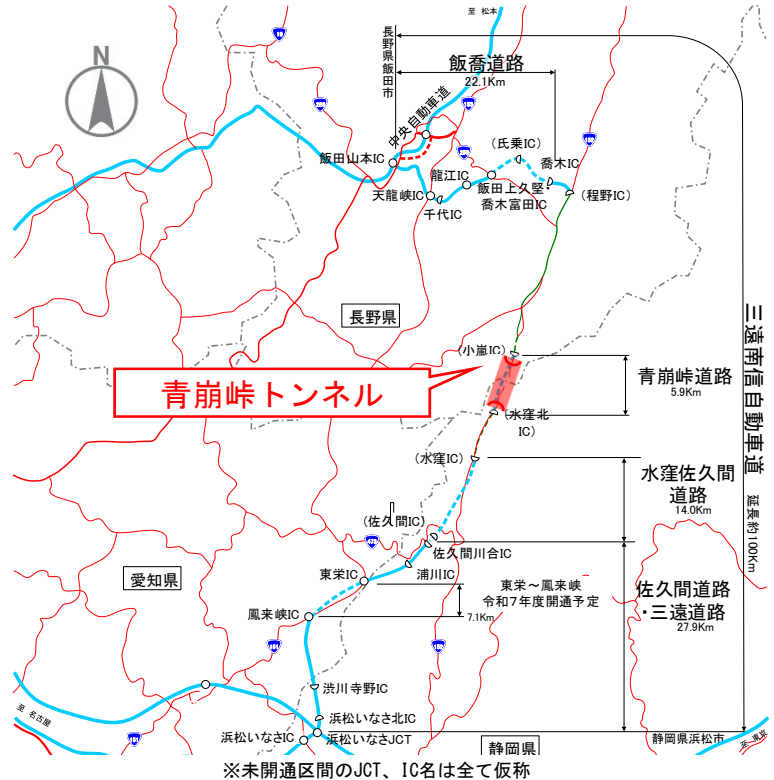 至 松本
N
長野県飯田市
飯喬道路
22.1Km
中央自動車道
(氏乗IC)
飯田山本IC
喬木IC
龍江IC
天龍峡IC
飯田上久堅・
喬木富田IC
(程野IC)
千代IC
長野県
三遠南信自動車道
延長約100Km
(小嵐IC)
青崩峠トンネル
青崩峠道路
5.9Km
(水窪北
IC)
(水窪IC)
水窪佐久間
道路
14.0Km
(佐久間IC)
佐久間川合IC
愛知県
東栄IC
浦川IC
東栄～鳳来峡
令和7年度開通予定
佐久間道路
・三遠道路
27.9Km
鳳来峡IC
7.1Km
渋川寺野IC
至 名古屋
浜松いなさ北IC
浜松いなさIC
浜松いなさJCT
静岡県
静岡県浜松市
至 東京
※未開通区間のJCT、IC名は全て仮称